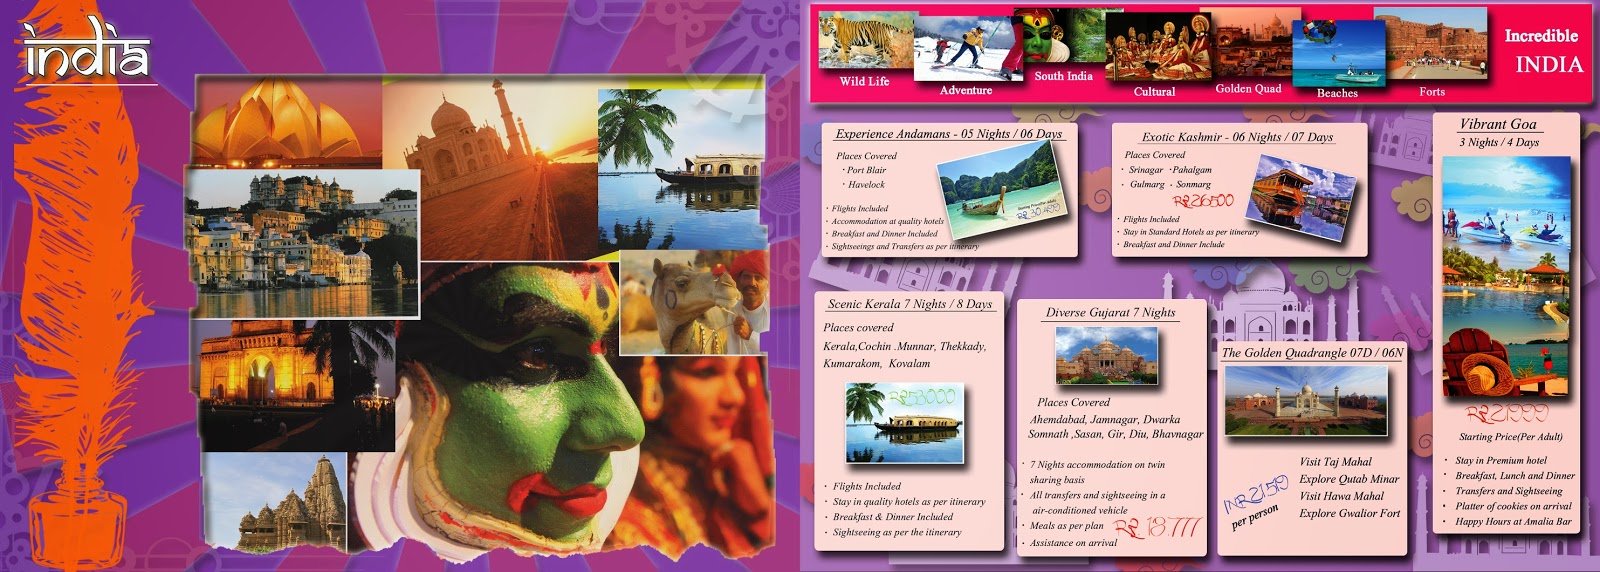 india
Incredible
INDIA
Wild Life
Adventure
South India
Cultural
Golden Quad
Beaches
Forts
Experience Andamans - 05 Nights / 06 Days
Places Covered
· Port Blair
· Havelock
· Flights Included
· Accommodation at quality hotels
· Breakfast and Dinner Included
· Sightseeings and Transfers as per itinerary
Starting Price(Per Adult)
Exotic Kashmir - 06 Nights / 07 Days
Places Covered
· Srinagar · Pahalgam
· Gulmarg · Sonmarg
Rs 26500
· Flights Included
· Stay in Standard Hotels as per itinerary
· Breakfast and Dinner Include
Vibrant Goa
3 Nights / 4 Days
Rs 21999
Starting Price(Per Adult)
· Stay in Premium hotel
· Breakfast, Lunch and Dinner
· Transfers and Sightseeing
· Platter of cookies on arrival
· Happy Hours at Amalia Bar
Scenic Kerala 7 Nights / 8 Days
Places covered
Kerala,Cochin .Munnar, Thekkady,
Kumarakom, Kovalam
Rs 53000
· Flights Included
· Stay in quality hotels as per itinerary
· Breakfast & Dinner Included
· Sightseeing as per the itinerary
Diverse Gujarat 7 Nights
Places Covered
Ahemdabad, Jamnagar, Dwarka
Somnath ,Sasan, Gir, Diu, Bhavnagar
· 7 Nights accommodation on twin
sharing basis
· All transfers and sightseeing in a
air-conditioned vehicle
· Meals as per plan
Rs 18777
· Assistance on arrival
The Golden Quadrangle 07D / 06N
INR 21,519
per person
Visit Taj Mahal
Explore Qutab Minar
Visit Hawa Mahal
Explore Gwalior Fort